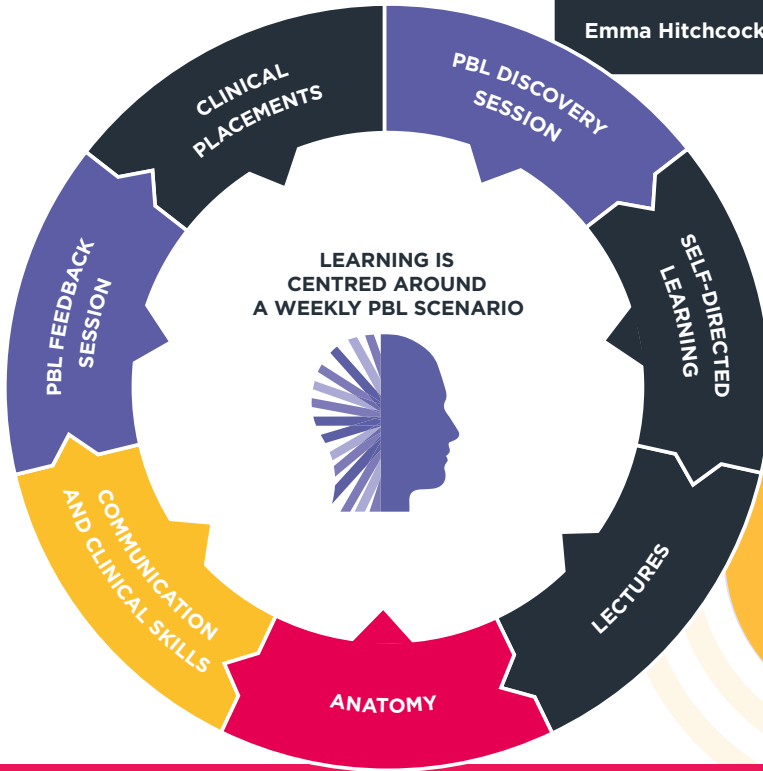 Emma Hitchcock
PBL DISCOVERY
SESSION
SELF-DIRECTED
LEARNING
LECTURES
ANATOMY
COMMUNICATION
AND CLINICAL SKILLS
PBL FEEDBACK
SESSION
CLINICAL
PLACEMENTS
LEARNING IS
CENTRED AROUND
A WEEKLY PBL SCENARIO